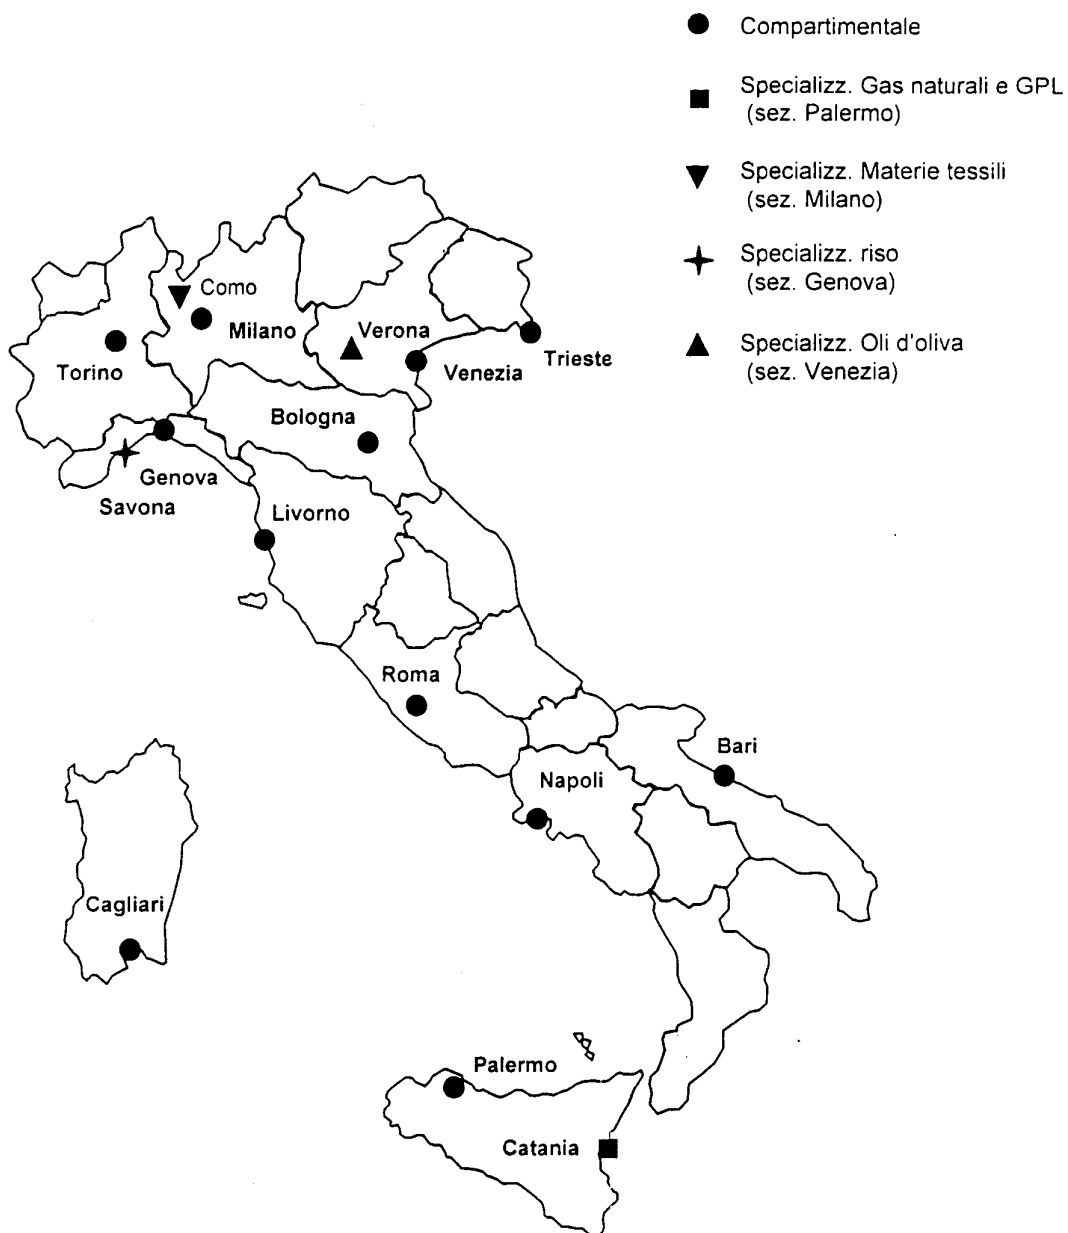 Compartimentale
Specializz. Gas naturali e GPL
(sez. Palermo)
Specializz. Materie tessili
(sez. Milano)
Specializz. riso
(sez. Genova)
Specializz. Oli d'oliva
(sez. Venezia)
Como
Milano
Verona
Torino
Venezia
Trieste
Bologna
Genova
Savona
Livorno
Roma
Bari
Napoli
Cagliari
Palermo
Catania